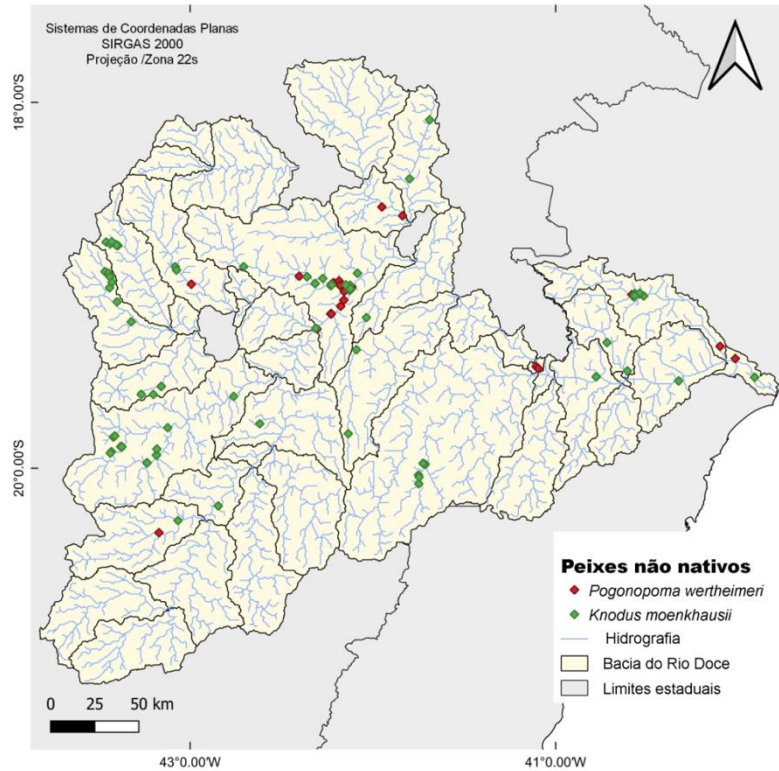 Sistemas de Coordenadas Planas
SIRGAS 2000
Projeção /Zona 22s
18°0.00'S
20°0.00'S
Peixes não nativos
Pogonopoma wertheimeri
Knodus moenkhausii
Hidrografia
Bacia do Rio Doce
Limites estaduais
0 25 50 km
43°0.00'W
41°0.00'W